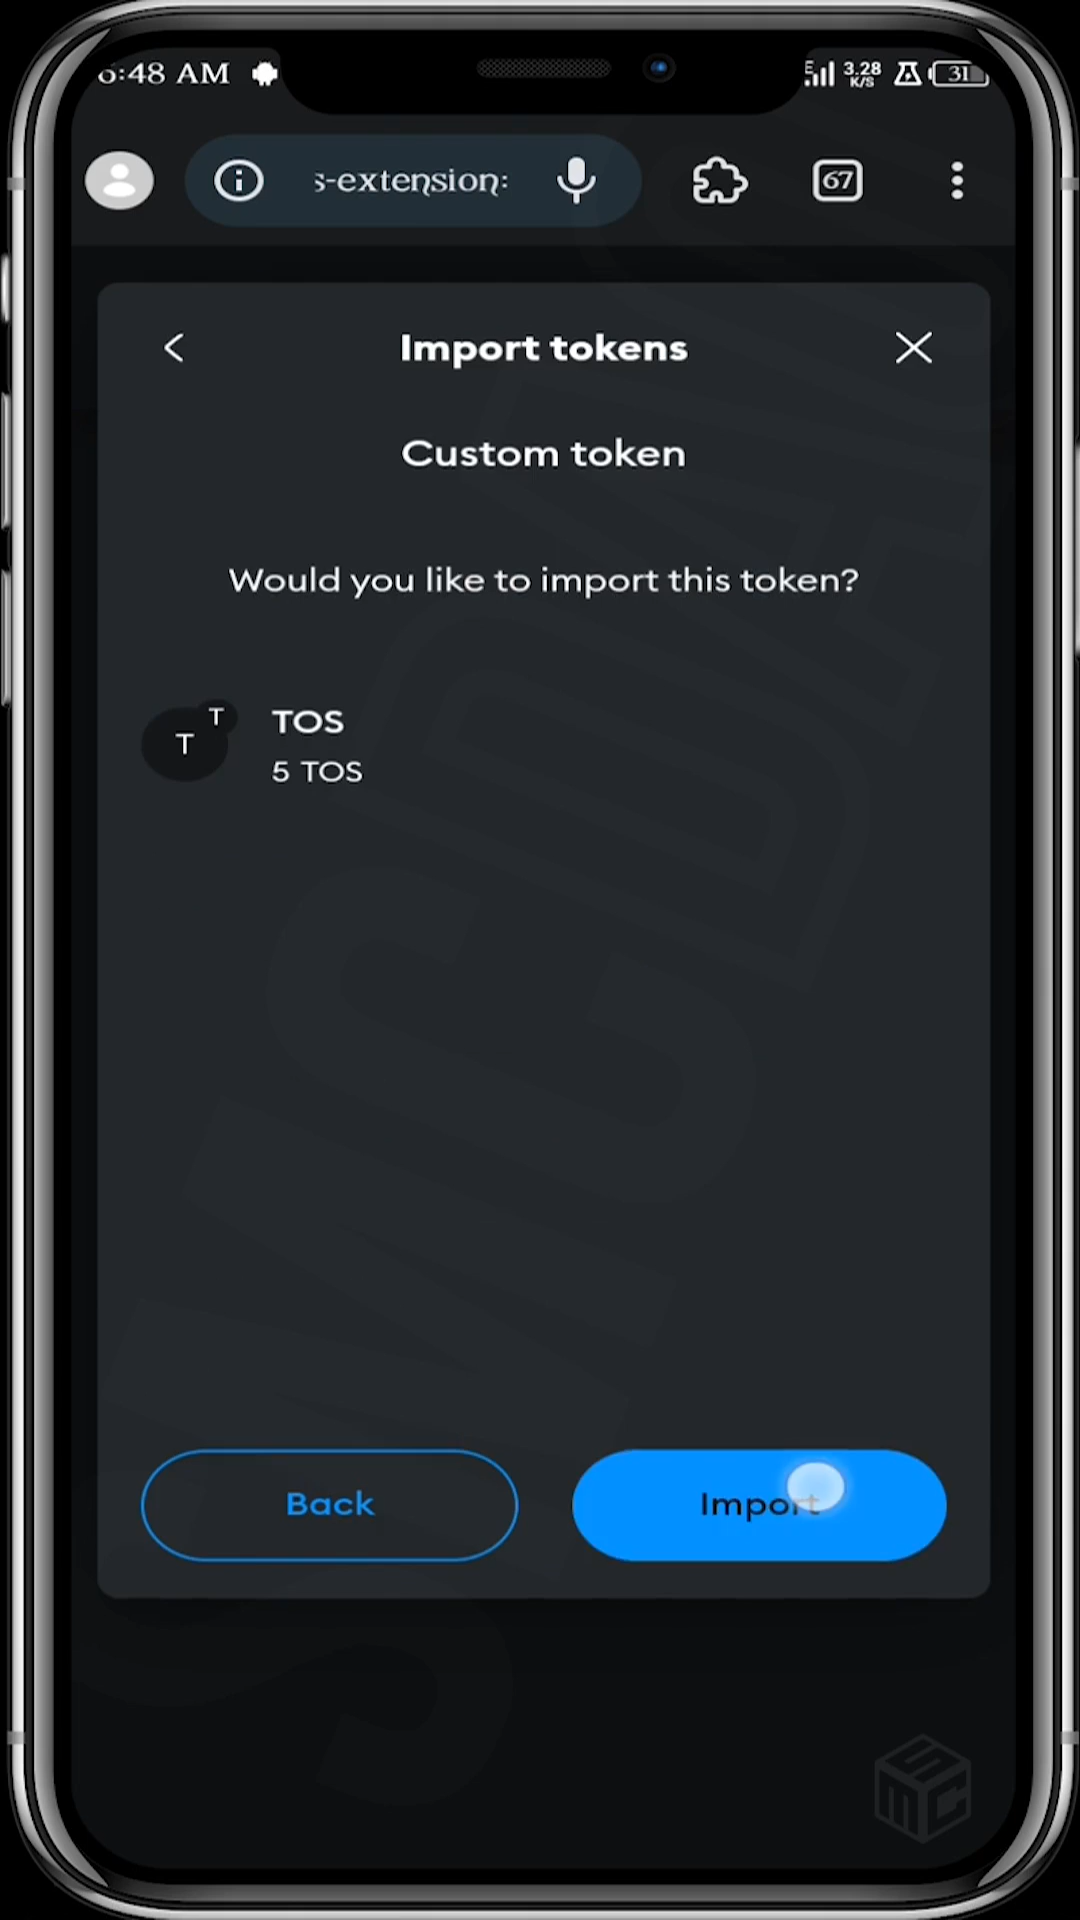 6:48 AM
E 3.28 K/S 31
s-extension:
67
Import tokens
Custom token
Would you like to import this token?
T
T
TOS
5 TOS
Back
Import
SMC